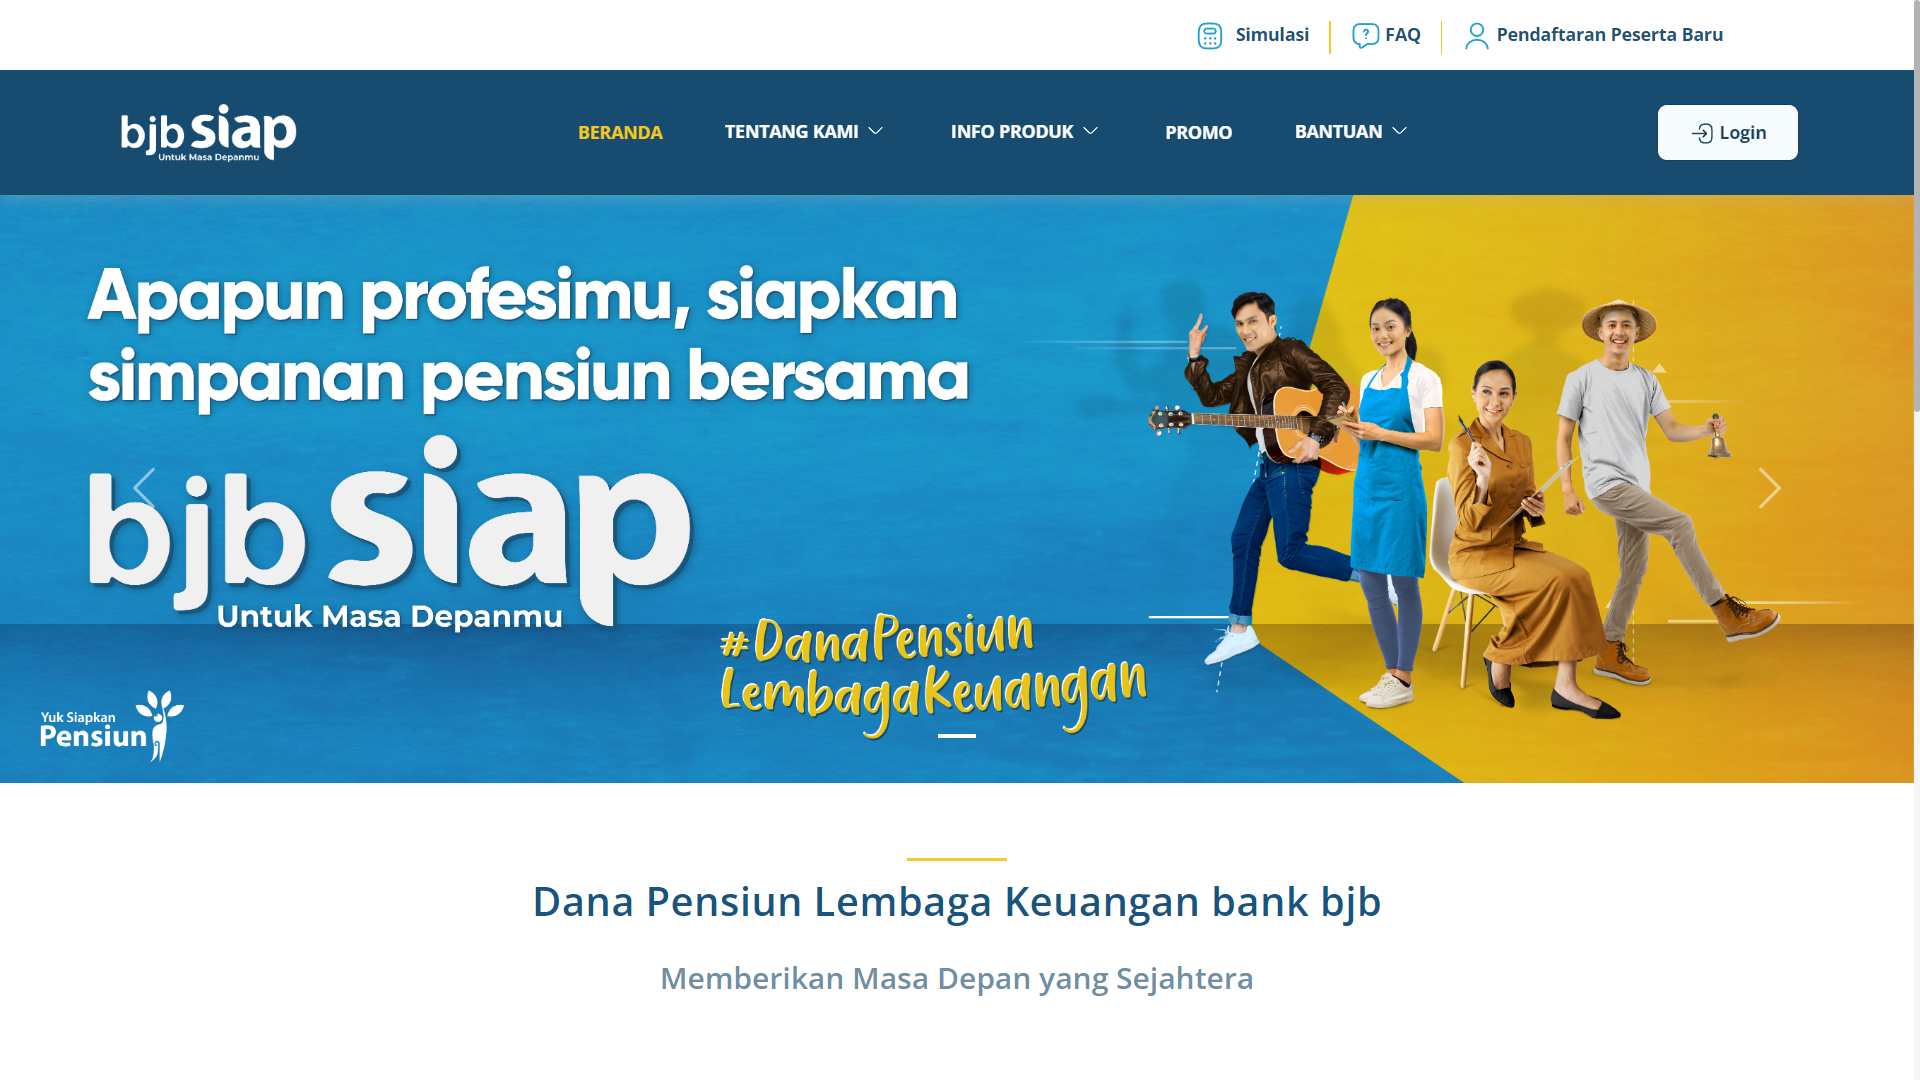 Simulasi
FAQ
Pendaftaran Peserta Baru
bjb siap
Untuk Masa Depanmu
BERANDA
TENTANG KAMI
INFO PRODUK
PROMO
BANTUAN
Login
Apapun profesimu, siapkan
simpanan pensiun bersama
bjb siap
Untuk Masa Depanmu
#DanaPensiun
LembagaKeuangan
Yuk Siapkan
Pensiun
Dana Pensiun Lembaga Keuangan bank bjb
Memberikan Masa Depan yang Sejahtera